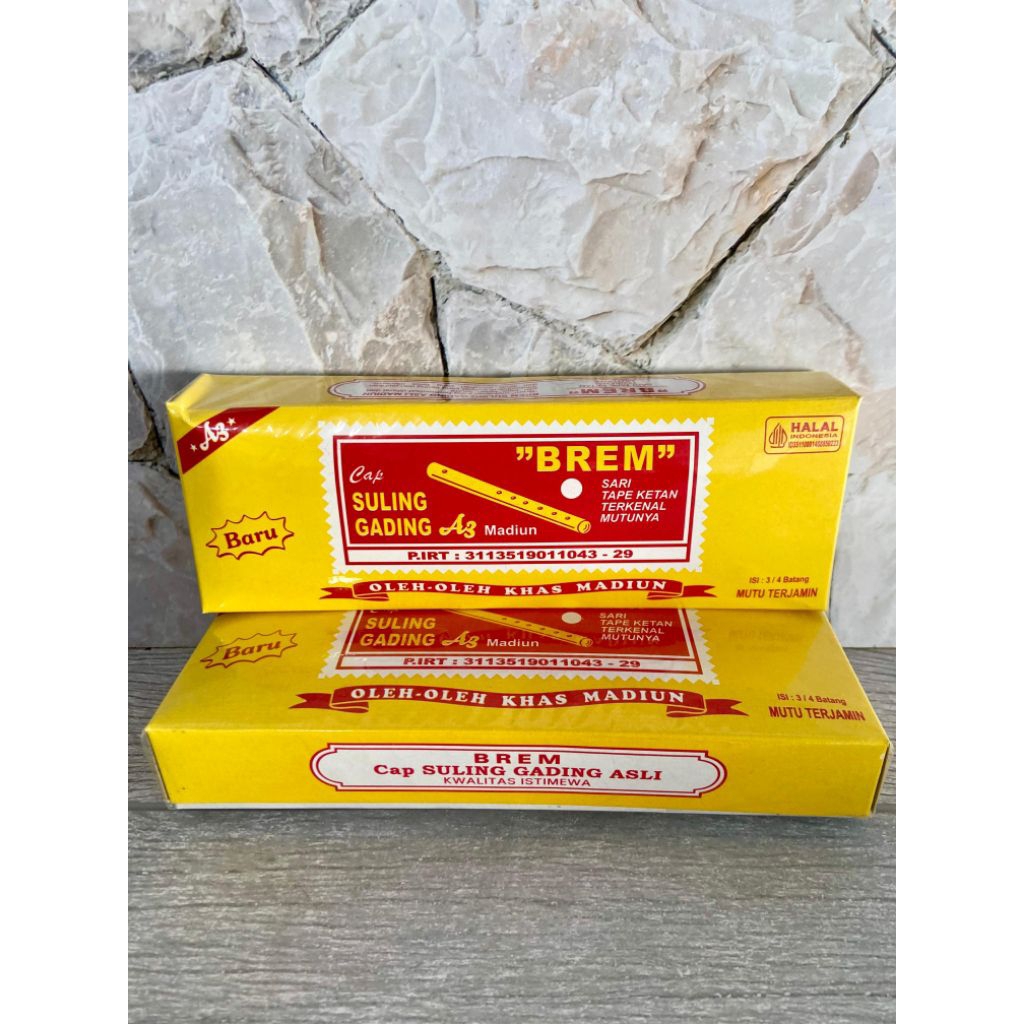 "BREM"
A3
"BREM"
HALAL
INDONESIA
Cap
SULING
GADING A3 Madiun
SARI
TAPE KETAN
TERKENAL
MUTUNYA
Baru
P.IRT : 3113519011043 - 29
ISI : 3 / 4 Batang
OLEH-OLEH KHAS MADIUN
MUTU TERJAMIN
Baru
SULING
GADING A3 Madiun
SARI
TAPE KETAN
TERKENAL
MUTUNYA
P.IRT : 3113519011043 - 29
OLEH-OLEH KHAS MADIUN
ISI : 3 / 4 Batang
MUTU TERJAMIN
BREM
Cap SULING GADING ASLI
KWALITAS ISTIMEWA